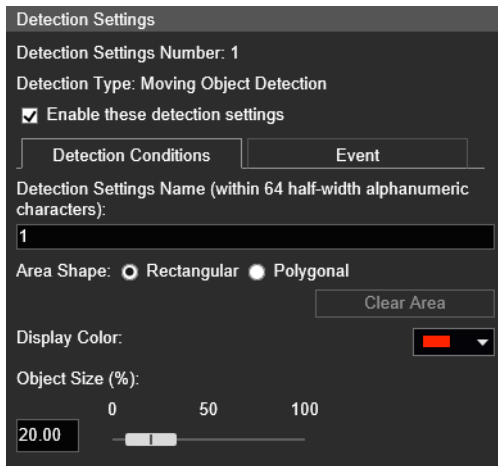 Detection Settings
Detection Settings Number: 1
Detection Type: Moving Object Detection
Enable these detection settings
Detection Conditions Event
Detection Settings Name (within 64 half-width alphanumeric
characters):
1
Area Shape: Rectangular Polygonal
Clear Area
Display Color:
Object Size (%):
0 50 100
20.00